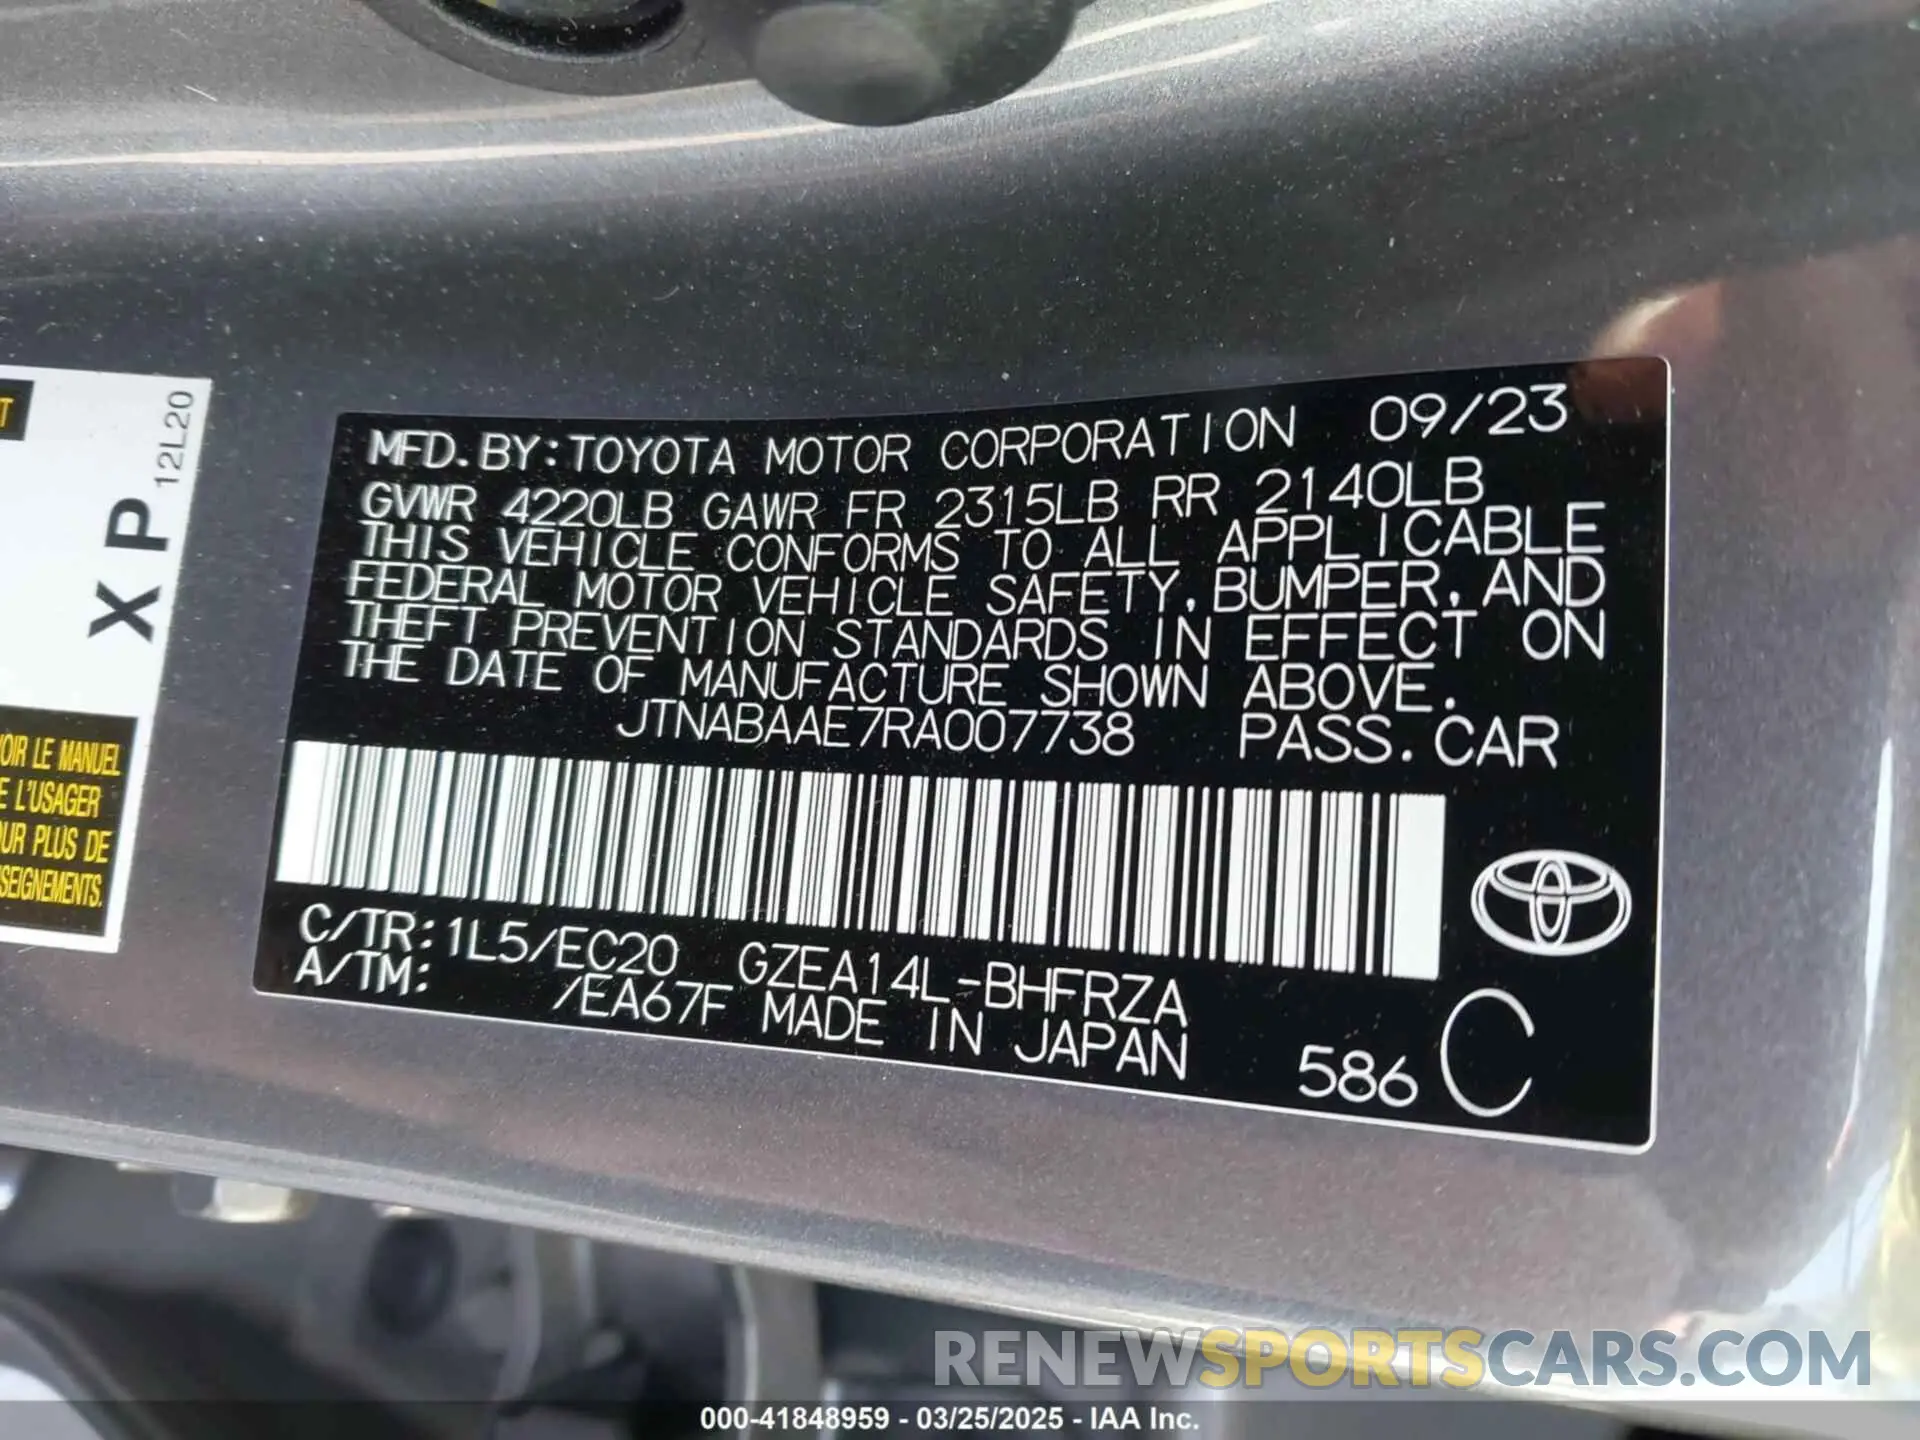 MFD. BY: TOYOTA MOTOR CORPORATION 09/23
GVWR 4220LB GAWR FR 2315LB RR 2140LB
THIS VEHICLE CONFORMS TO ALL APPLICABLE
FEDERAL MOTOR VEHICLE SAFETY, BUMPER, AND
THEFT PREVENTION STANDARDS IN EFFECT ON
THE DATE OF MANUFACTURE SHOWN ABOVE.
JTNABAAE7RA007738 PASS. CAR
C/TR: 1L5/EC20 GZEA14L-BHFRZA
A/TM: /EA67F MADE IN JAPAN
586 C
XP
12L20
T
OIR LE MANUEL
E L'USAGER
UR PLUS DE
SEIGNEMENTS.
RENEWSPORTSCARS.COM
000-41848959 - 03/25/2025 - IAA Inc.